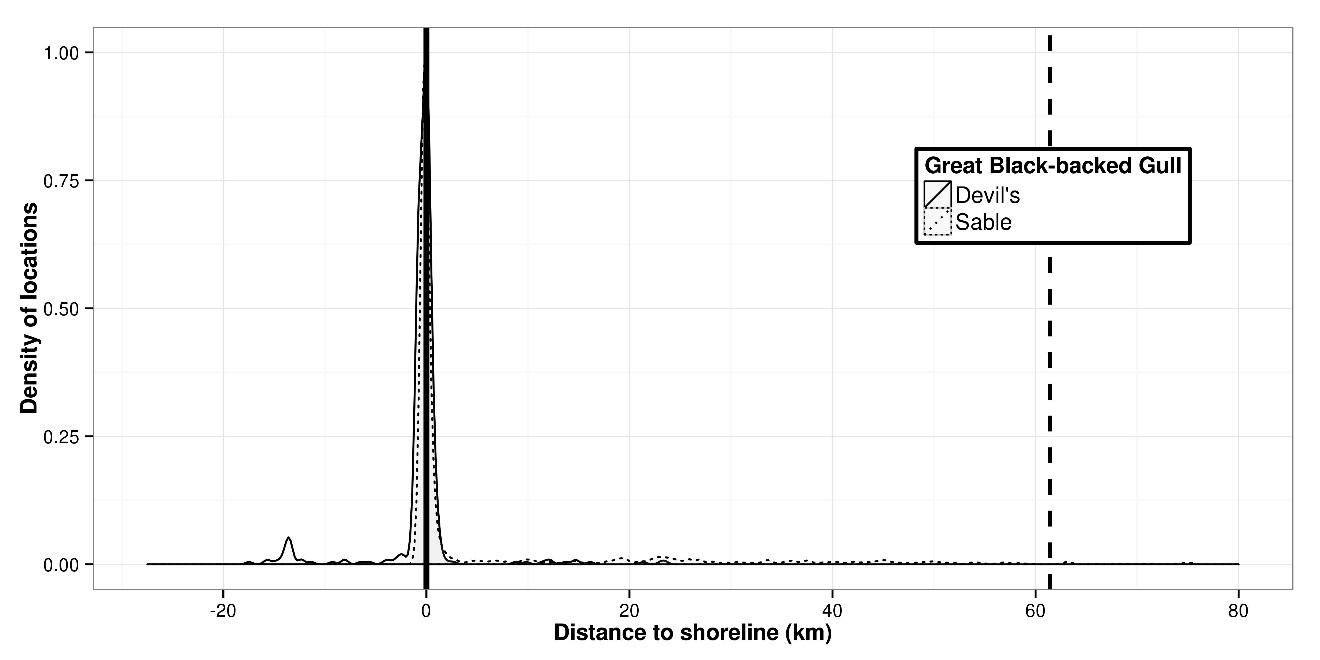 1.00
0.75
0.50
0.25
0.00
Density of locations
Great Black-backed Gull
Devil's
Sable
-20 0 20 40 60 80
Distance to shoreline (km)